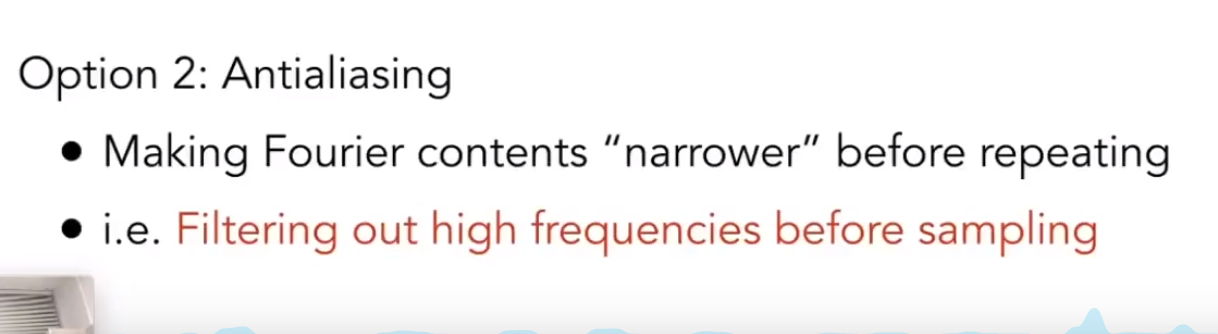 Option 2: Antialiasing
• Making Fourier contents “narrower” before repeating
• i.e. Filtering out high frequencies before sampling